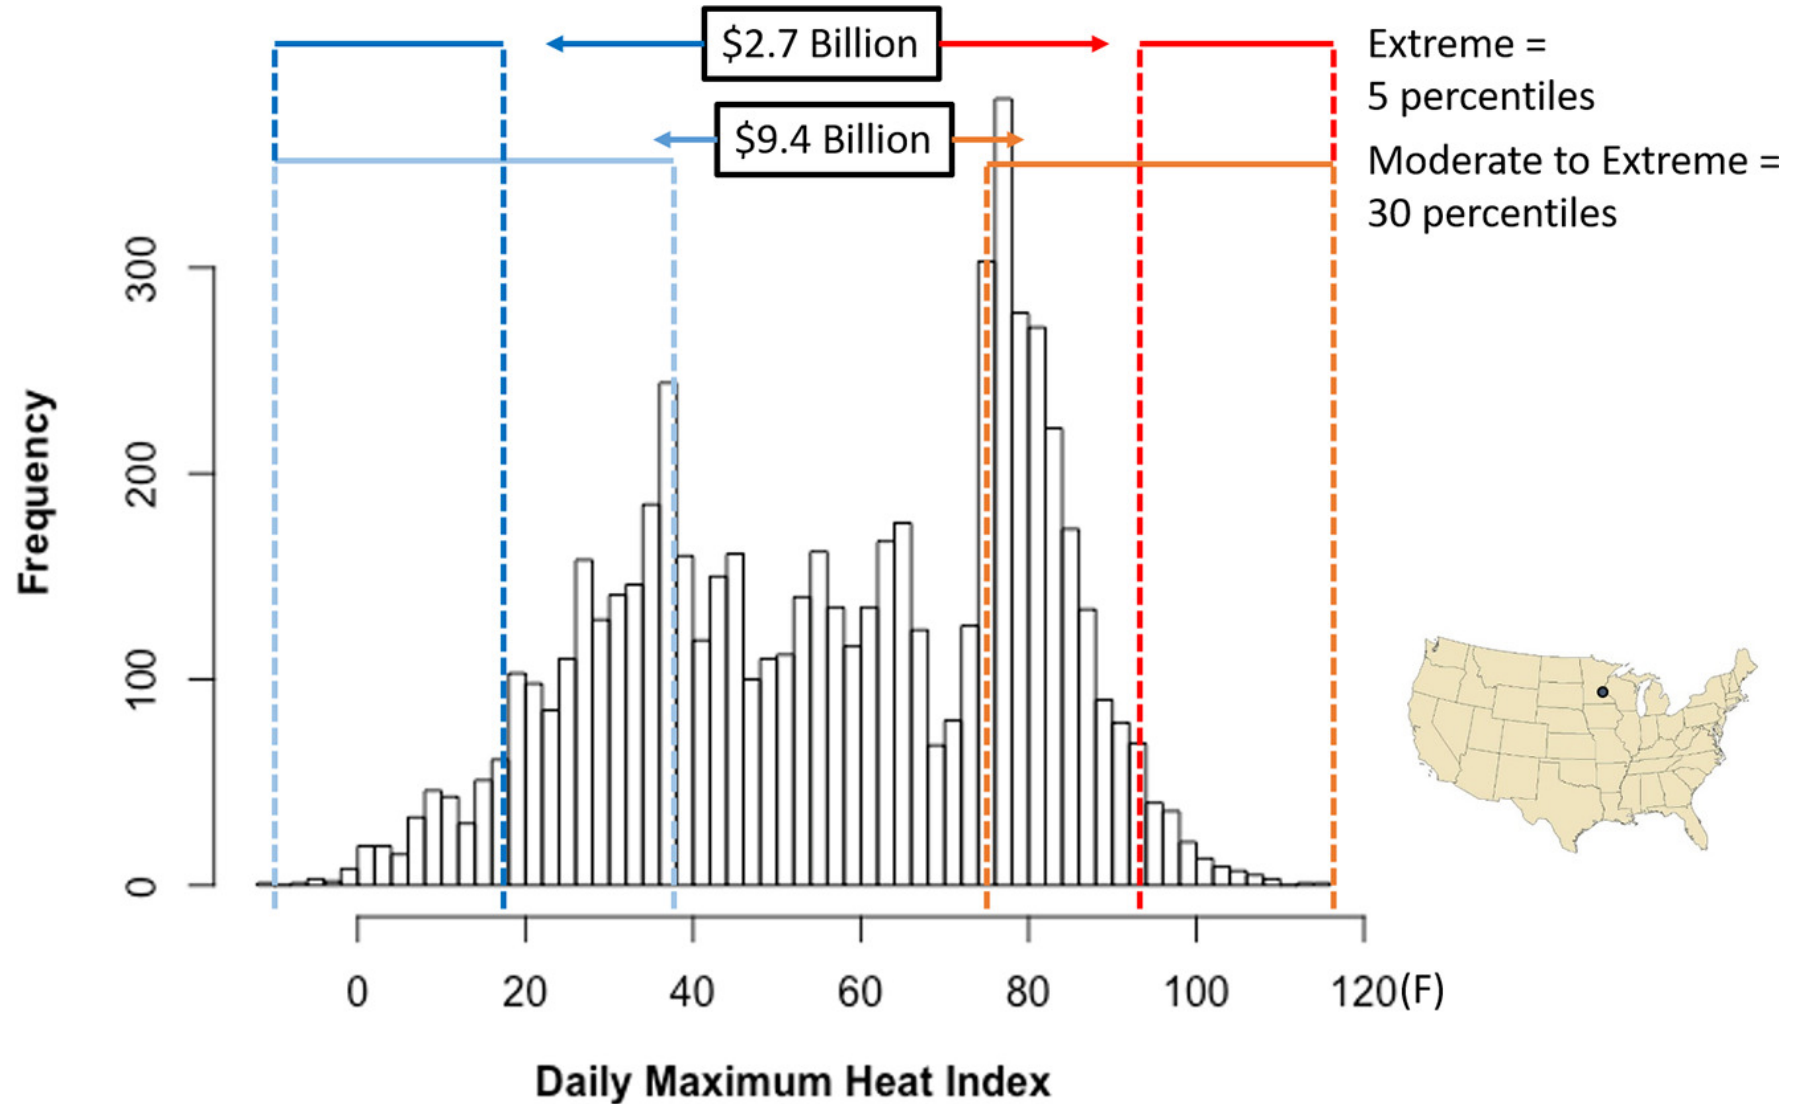 $2.7 Billion
$9.4 Billion
Extreme =
5 percentiles
Moderate to Extreme =
30 percentiles
Frequency
300
200
100
0
0 20 40 60 80 100 120 (F)
Daily Maximum Heat Index